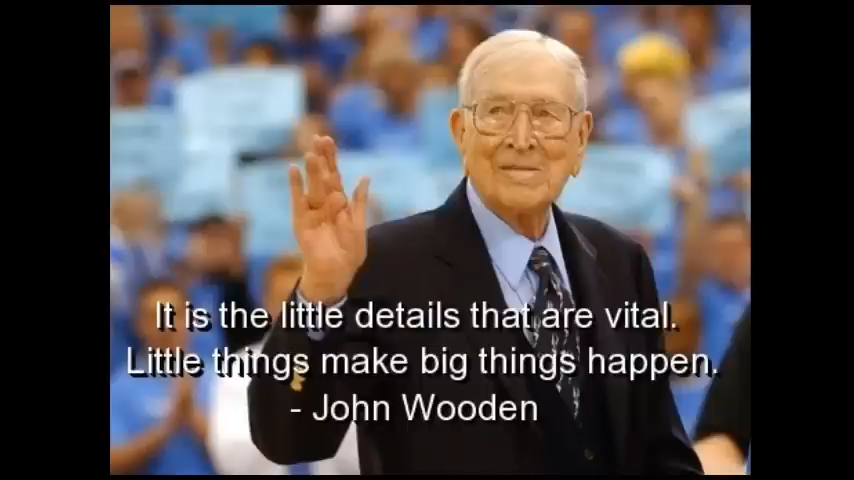 It is the little details that are vital.
Little things make big things happen.
- John Wooden